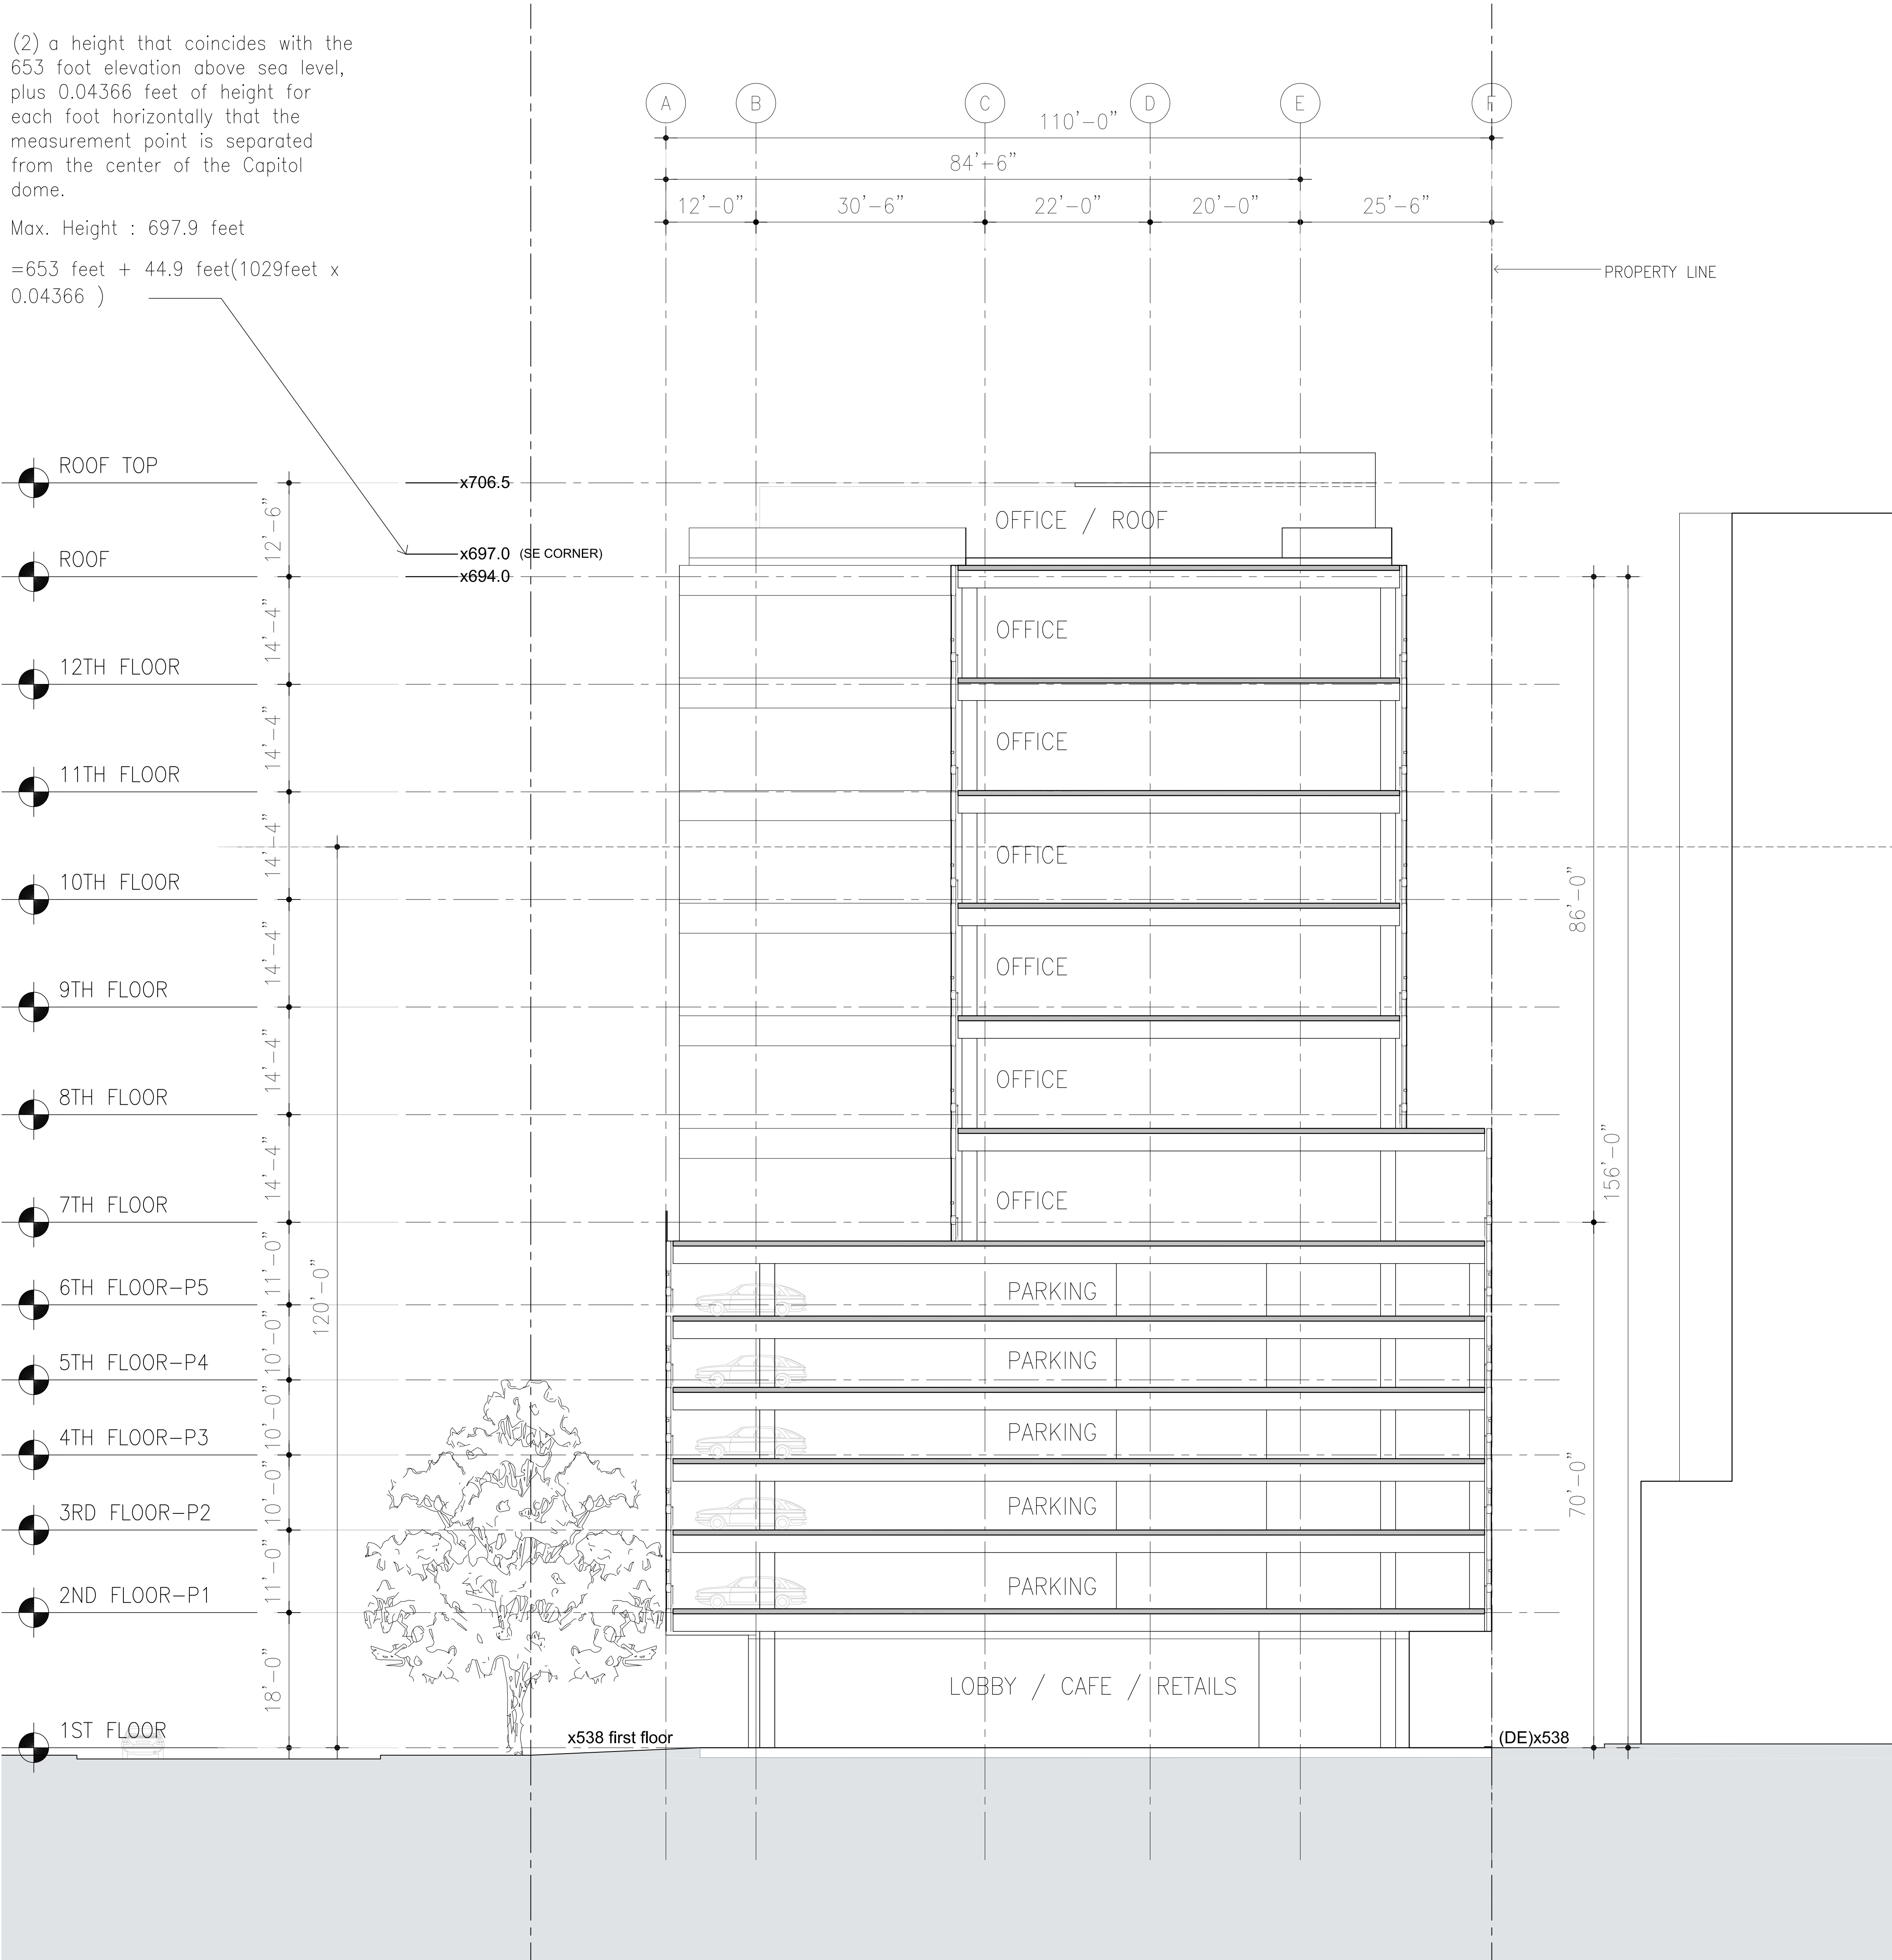 (2) a height that coincides with the
653 foot elevation above sea level,
plus 0.04366 feet of height for
each foot horizontally that the
measurement point is separated
from the center of the Capitol
dome.
Max. Height : 697.9 feet
=653 feet + 44.9 feet(1029feet x
0.04366 )
A B C D E F
110'-0"
84'-6"
12'-0" 30'-6" 22'-0" 20'-0" 25'-6"
PROPERTY LINE
ROOF TOP
x706.5
12'-6"
OFFICE / ROOF
ROOF
x697.0 (SE CORNER)
x694.0
14'-4"
OFFICE
12TH FLOOR
14'-4"
OFFICE
11TH FLOOR
14'-4"
OFFICE
10TH FLOOR
86'-0"
14'-4"
OFFICE
9TH FLOOR
14'-4"
OFFICE
8TH FLOOR
156'-0"
14'-4"
OFFICE
7TH FLOOR
11'-0"
120'-0"
6TH FLOOR-P5
PARKING
10'-0"
5TH FLOOR-P4
PARKING
10'-0"
4TH FLOOR-P3
PARKING
10'-0"
70'-0"
3RD FLOOR-P2
PARKING
11'-0"
2ND FLOOR-P1
PARKING
18'-0"
LOBBY / CAFE / RETAILS
1ST FLOOR
x538 first floor
(DE)x538